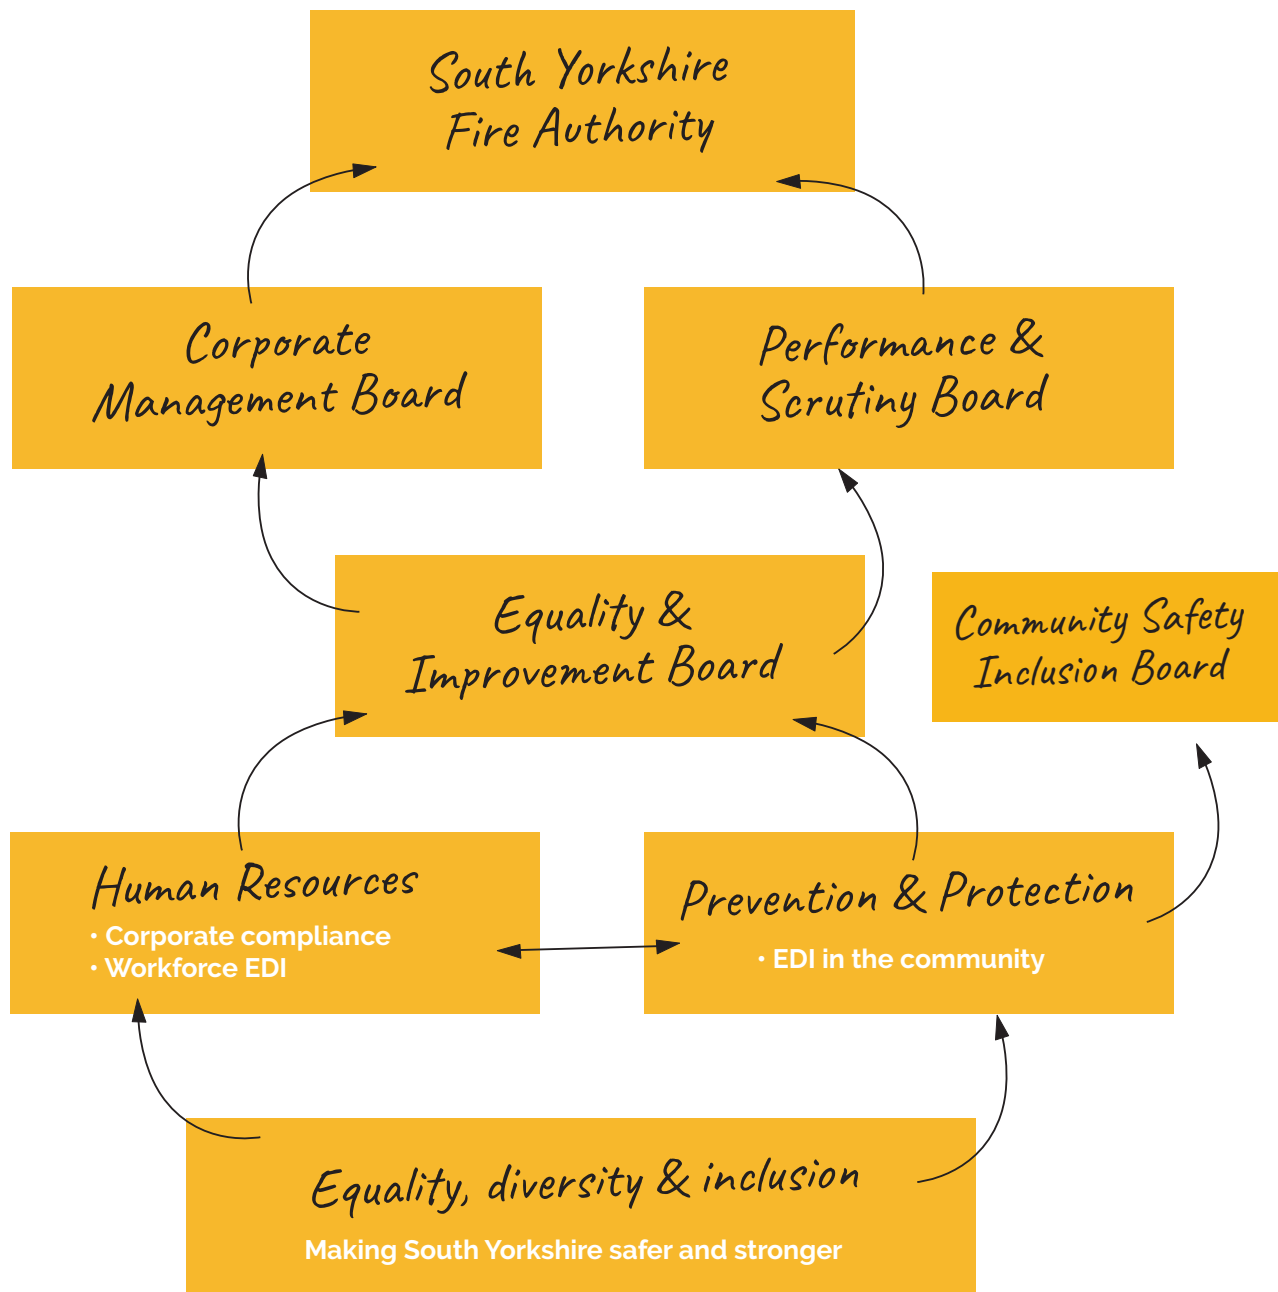 South Yorkshire
Fire Authority
Corporate
Management Board
Performance &
Scrutiny Board
Equality &
Improvement Board
Community Safety
Inclusion Board
Human Resources
• Corporate compliance
• Workforce EDI
Prevention & Protection
• EDI in the community
Equality, diversity & inclusion
Making South Yorkshire safer and stronger